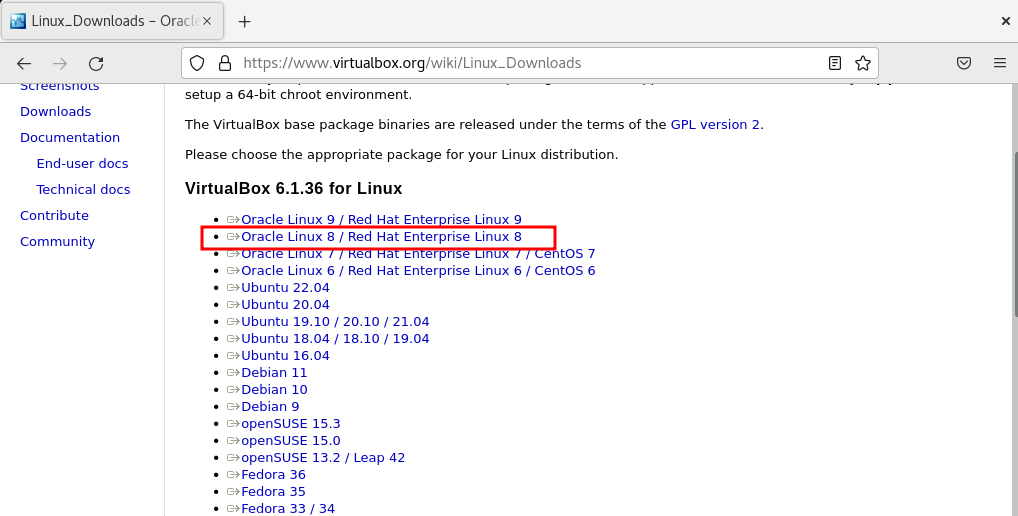 Linux_Downloads – Oracle
https://www.virtualbox.org/wiki/Linux_Downloads
Screenshots
Downloads
Documentation
End-user docs
Technical docs
Contribute
Community
setup a 64-bit chroot environment.
The VirtualBox base package binaries are released under the terms of the GPL version 2.
Please choose the appropriate package for your Linux distribution.
VirtualBox 6.1.36 for Linux
Oracle Linux 9 / Red Hat Enterprise Linux 9
Oracle Linux 8 / Red Hat Enterprise Linux 8
Oracle Linux 7 / Red Hat Enterprise Linux 7 / CentOS 7
Oracle Linux 6 / Red Hat Enterprise Linux 6 / CentOS 6
Ubuntu 22.04
Ubuntu 20.04
Ubuntu 19.10 / 20.10 / 21.04
Ubuntu 18.04 / 18.10 / 19.04
Ubuntu 16.04
Debian 11
Debian 10
Debian 9
openSUSE 15.3
openSUSE 15.0
openSUSE 13.2 / Leap 42
Fedora 36
Fedora 35
Fedora 33 / 34